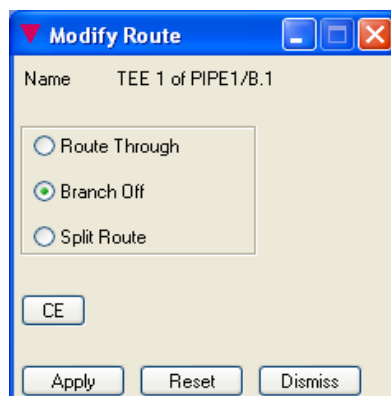 Modify Route
Name TEE 1 of PIPE1/B.1
Route Through
Branch Off
Split Route
CE
Apply Reset Dismiss